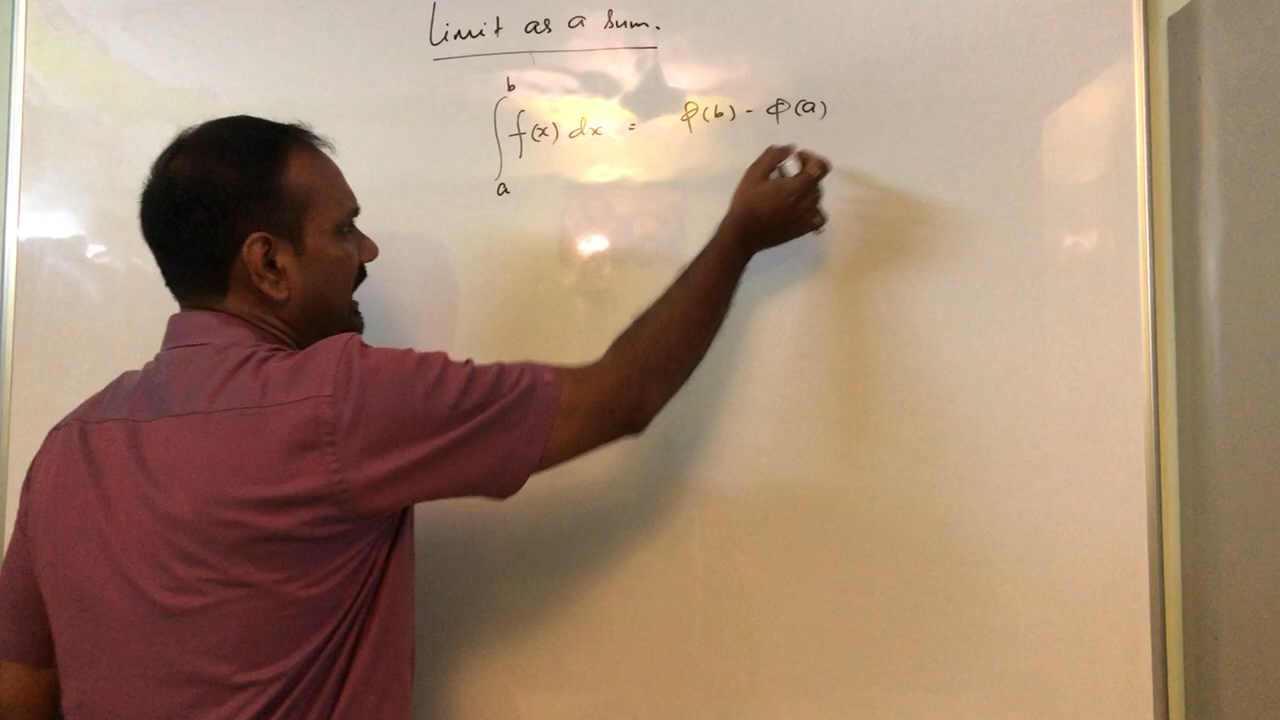 Limit as a sum.
∫ₐᵇ f(x) dx = φ(b) - φ(a)